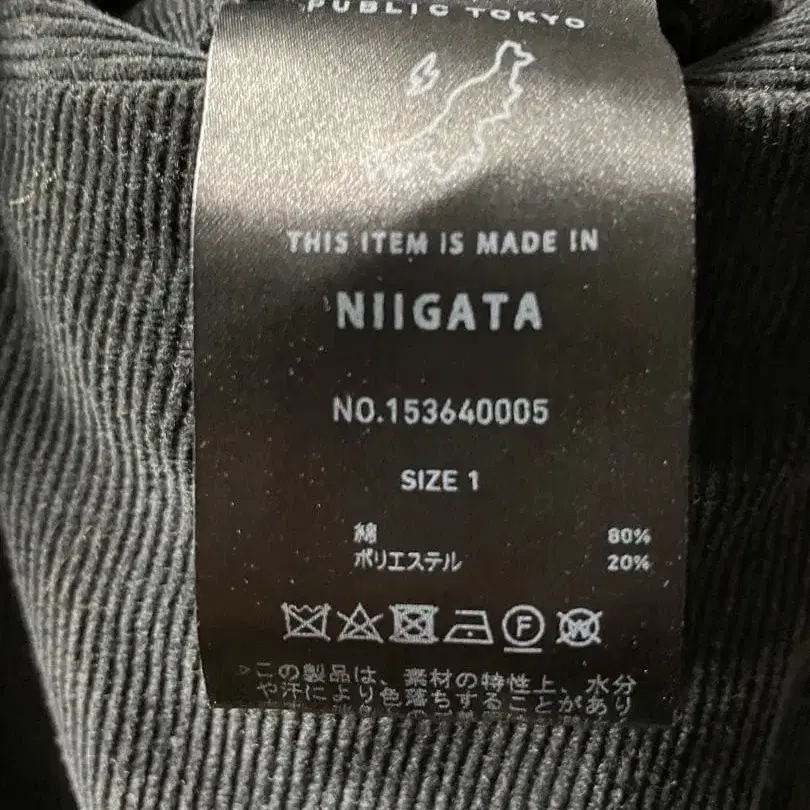 PUBLIC TOKYO
THIS ITEM IS MADE IN
NIIGATA
NO.153640005
SIZE 1
綿 80%
ポリエステル 20%
F W
この製品は、素材の特性上、水分
や汗により色落ちすることがあり